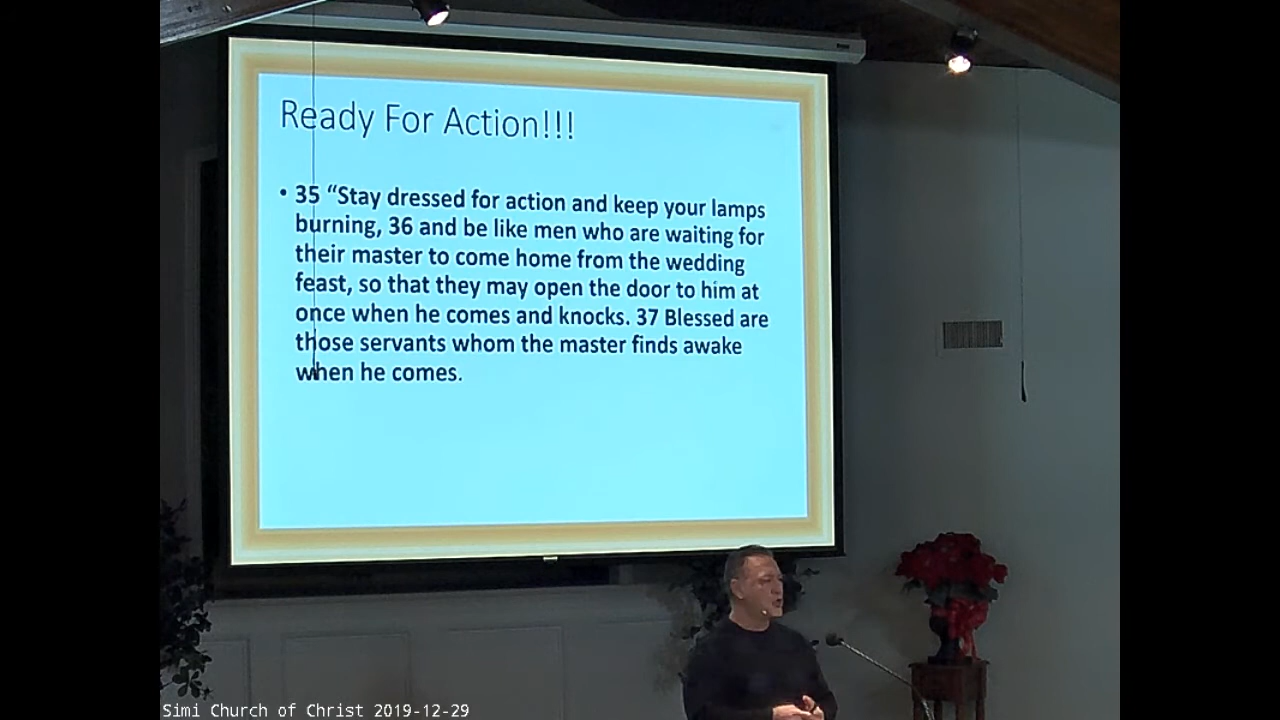 Ready For Action!!!
• 35 “Stay dressed for action and keep your lamps
burning, 36 and be like men who are waiting for
their master to come home from the wedding
feast, so that they may open the door to him at
once when he comes and knocks. 37 Blessed are
those servants whom the master finds awake
when he comes.
Simi Church of Christ 2019-12-29